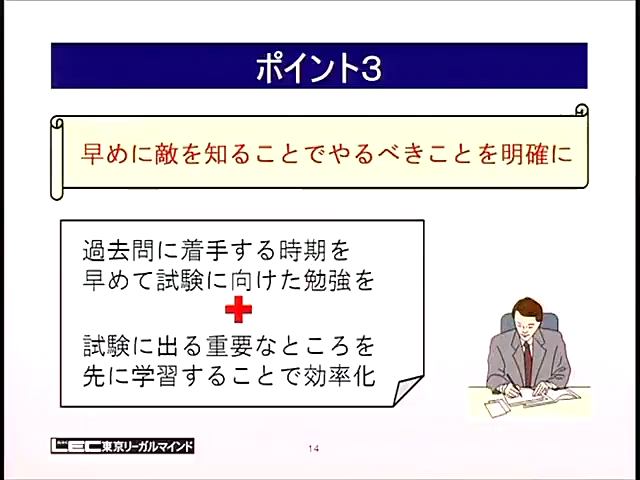 ポイント3
早めに敵を知ることでやるべきことを明確に
過去問に着手する時期を
早めて試験に向けた勉強を
試験に出る重要なところを
先に学習することで効率化
LEC東京リーガルマインド
14